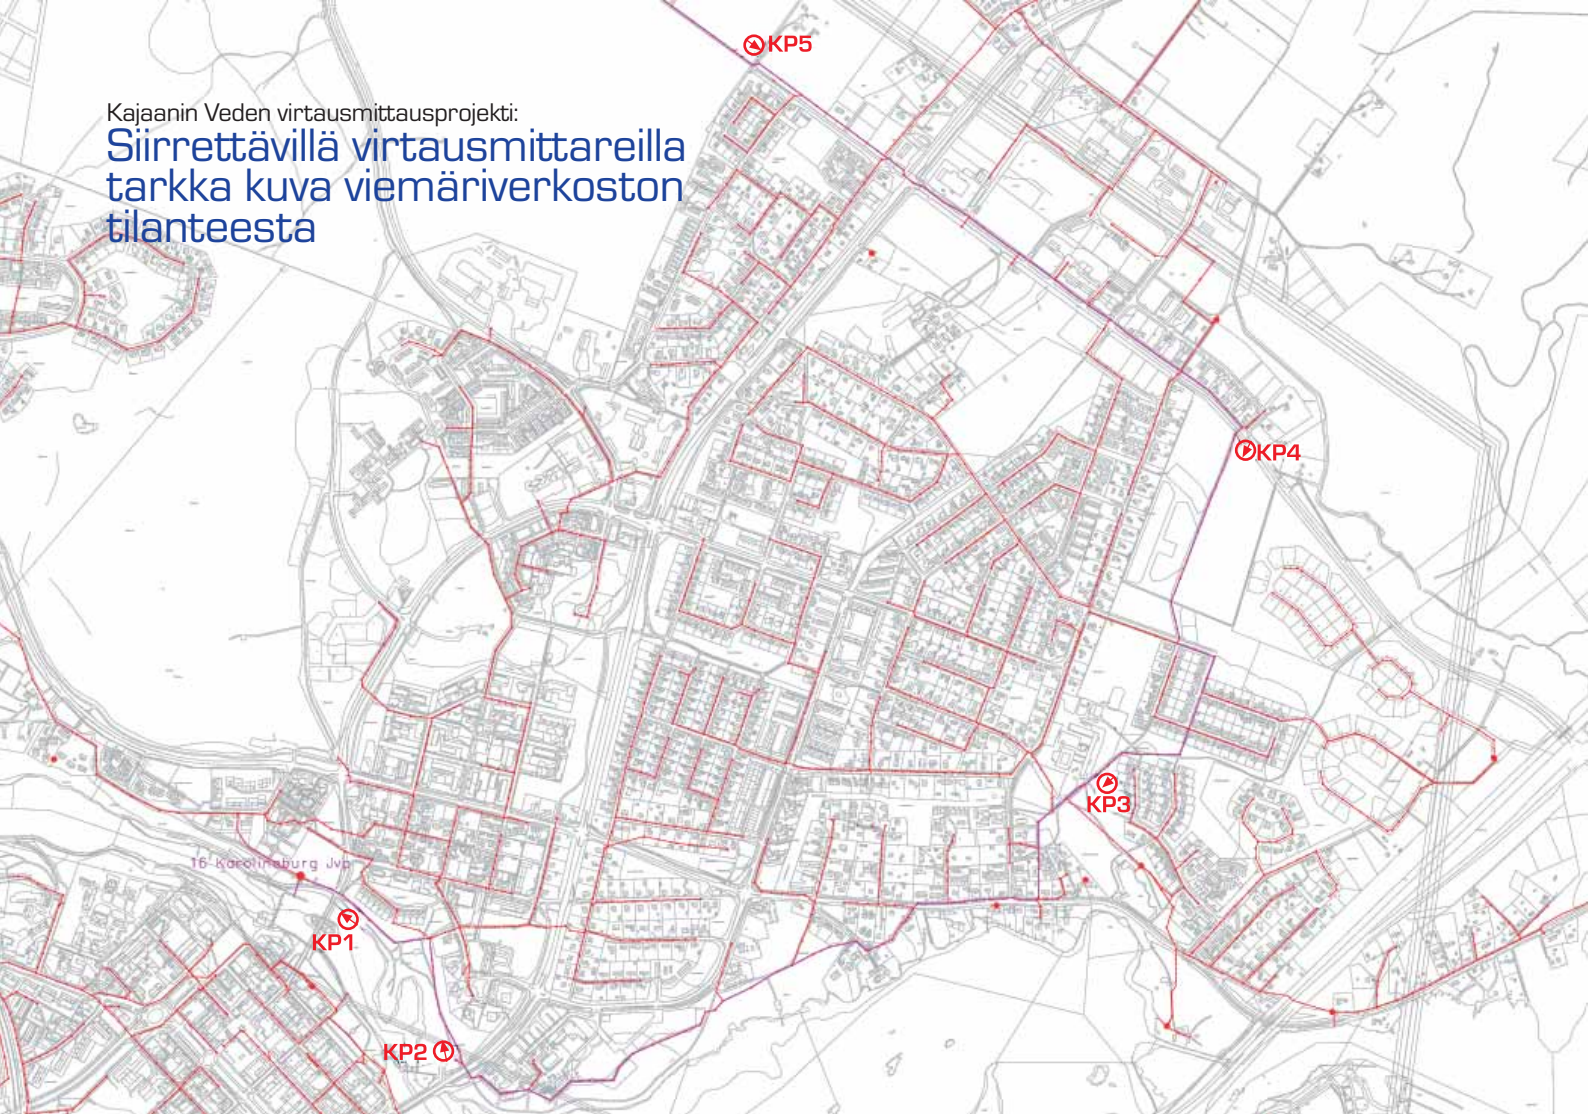 KP5
Kajaanin Veden virtausmittausprojekti:
Siirrettävillä virtausmittareilla
tarkka kuva viemäriverkoston
tilanteesta
KP4
KP3
16 Karolineburg Jvp
KP1
KP2